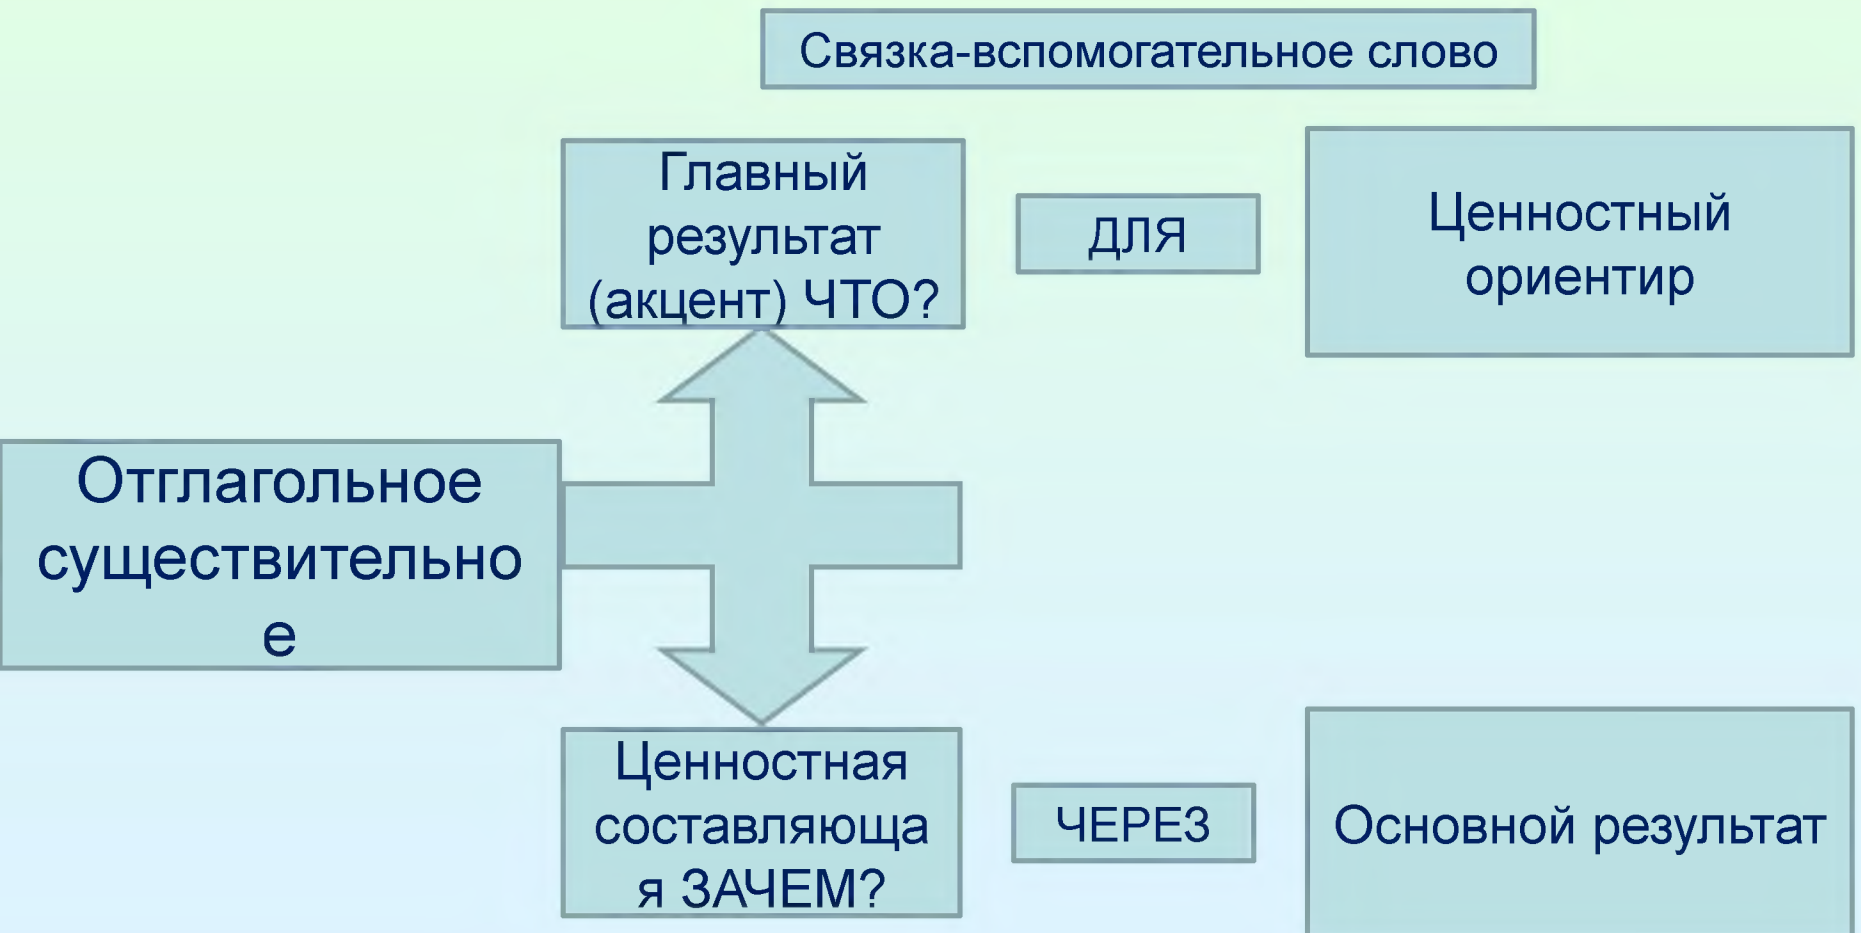 Связка-вспомогательное слово
Главный
результат
(акцент) ЧТО?
ДЛЯ
Ценностный
ориентир
Отглагольное
существительно
е
Ценностная
составляюща
я ЗАЧЕМ?
ЧЕРЕЗ
Основной результат